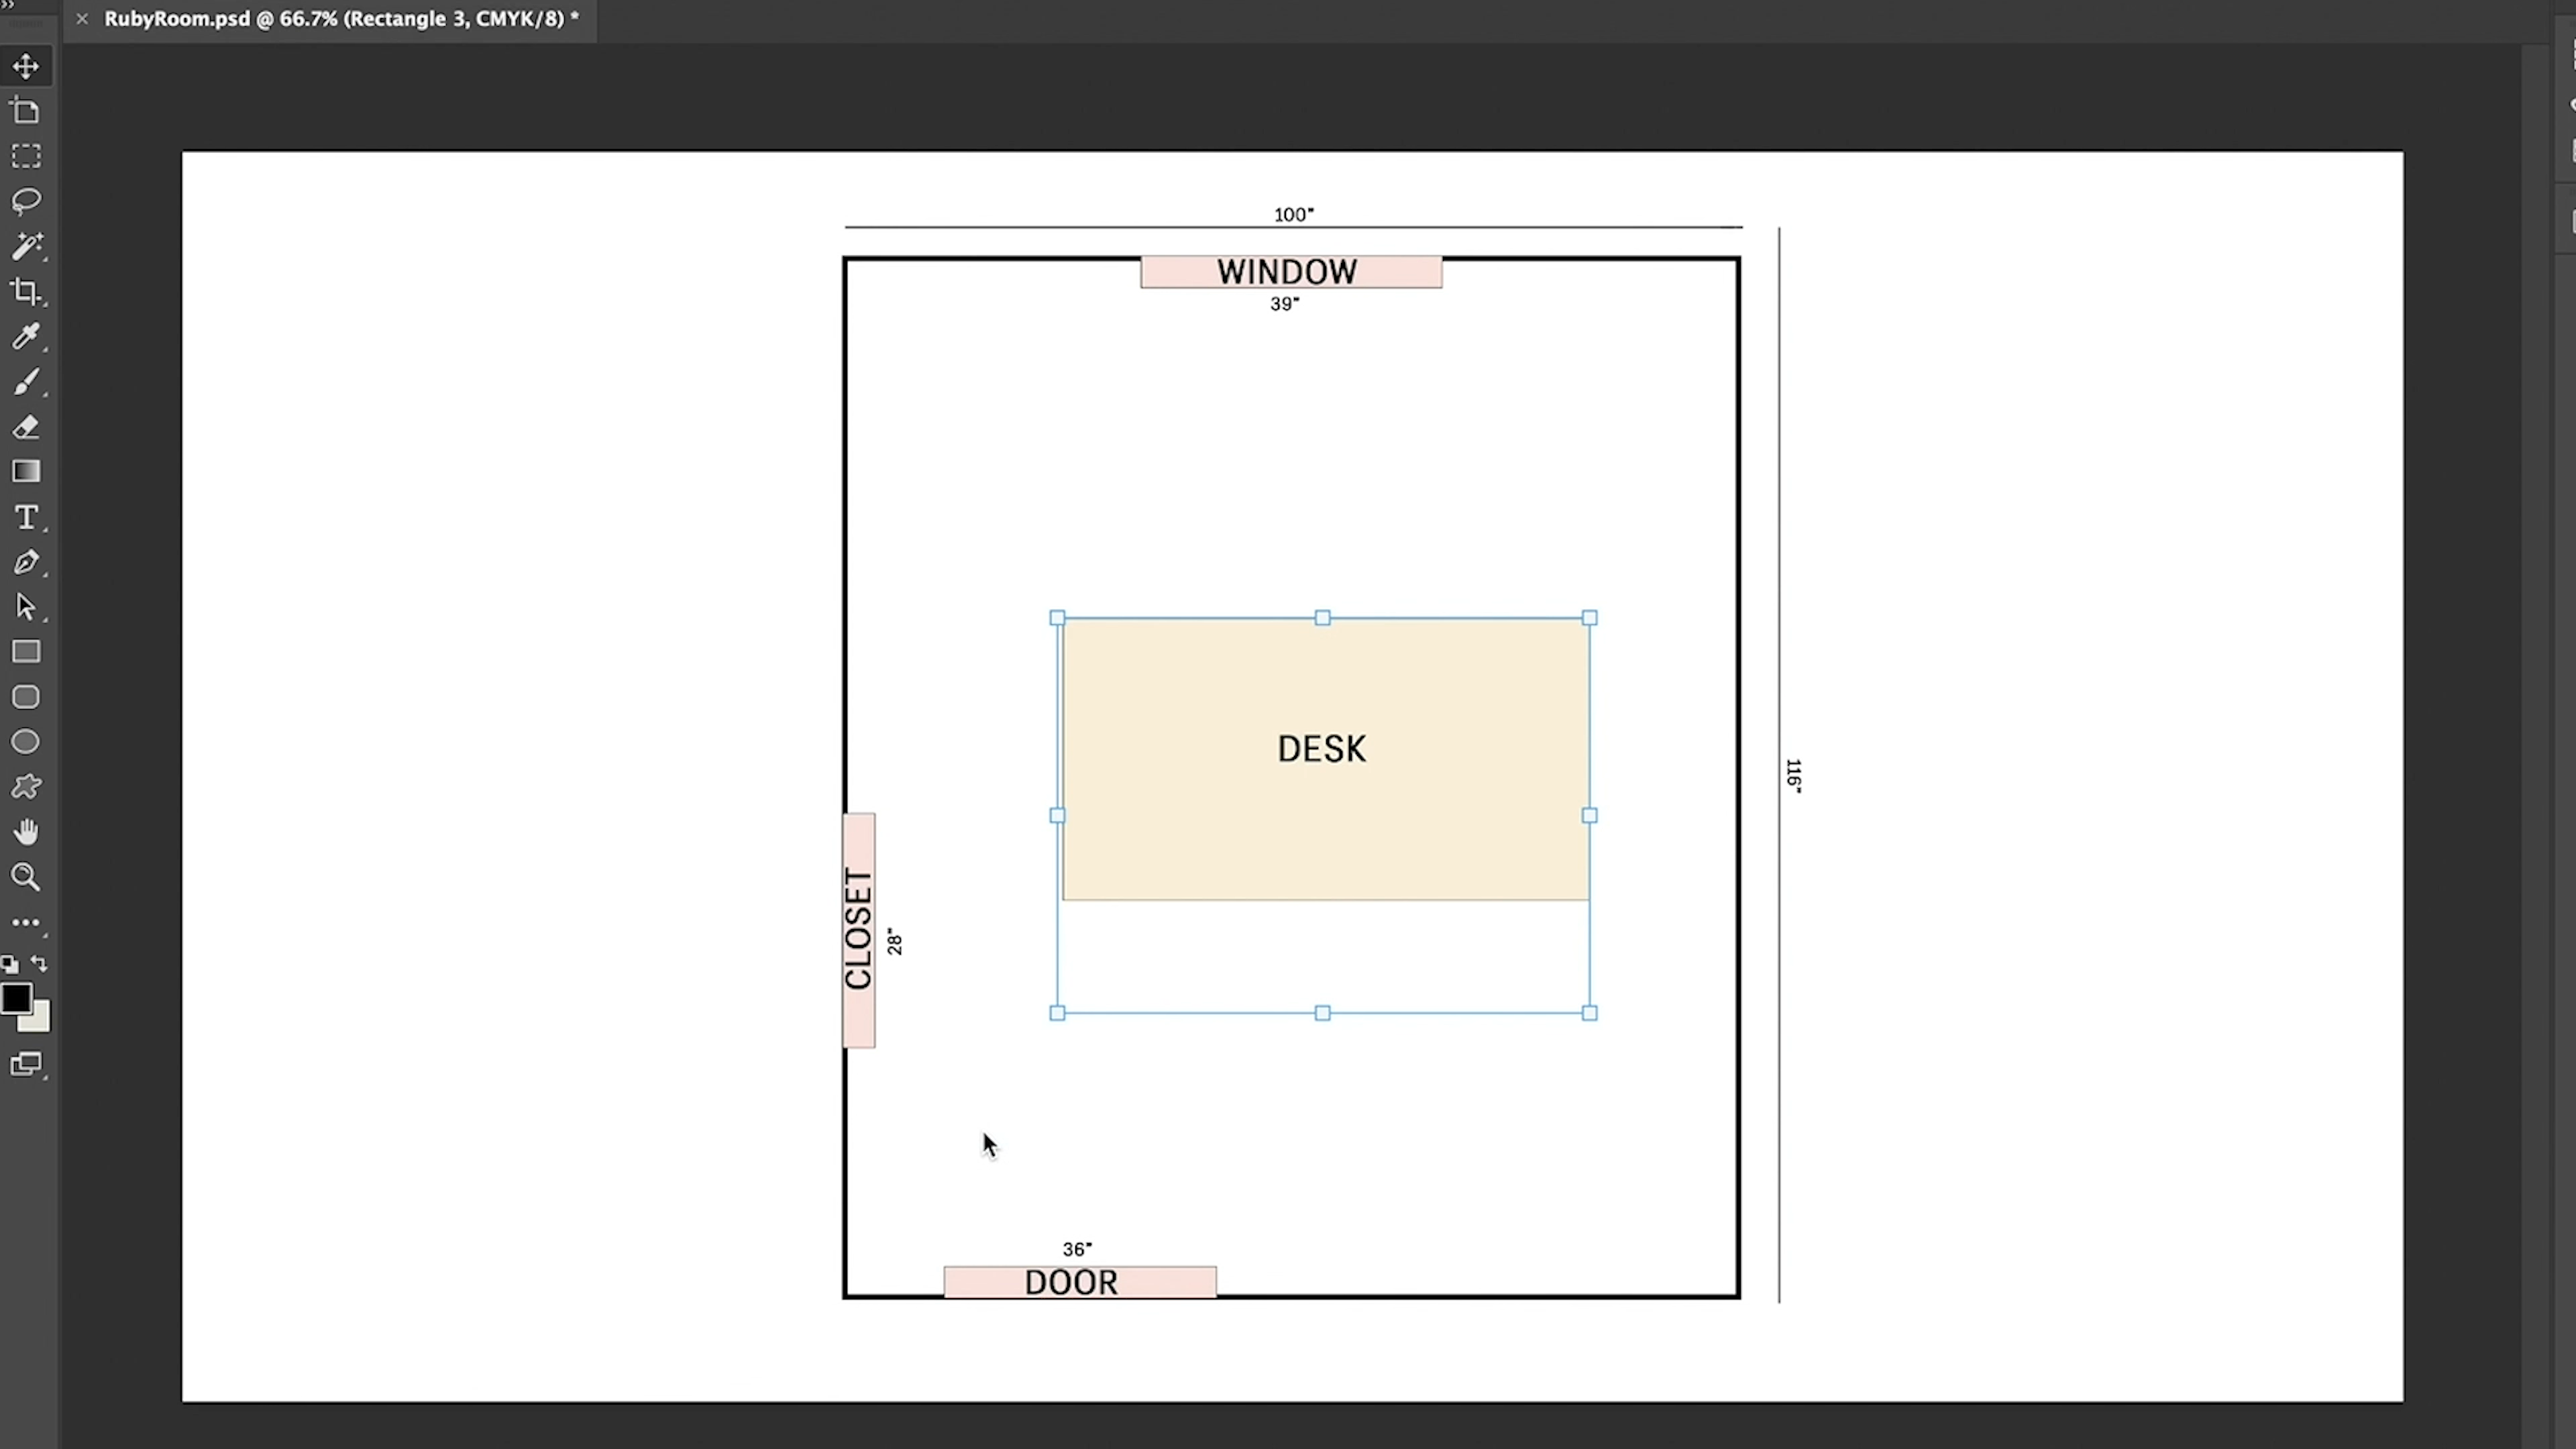 RubyRoom.psd @ 66.7% (Rectangle 3, CMYK/8) *
100"
WINDOW
39"
DESK
116"
CLOSET
28"
36"
DOOR